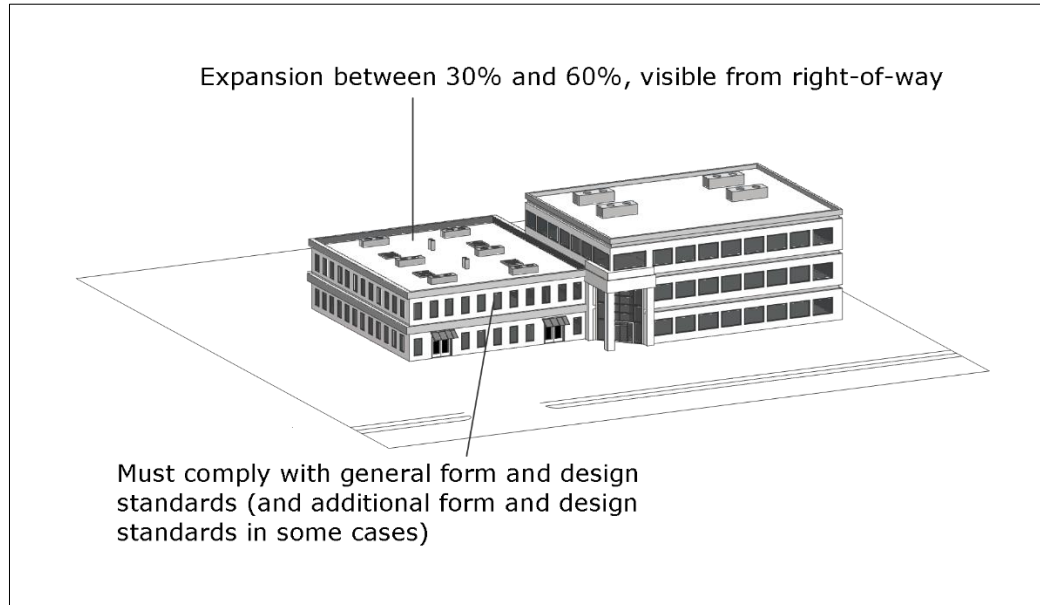 Expansion between 30% and 60%, visible from right-of-way
Must comply with general form and design
standards (and additional form and design
standards in some cases)